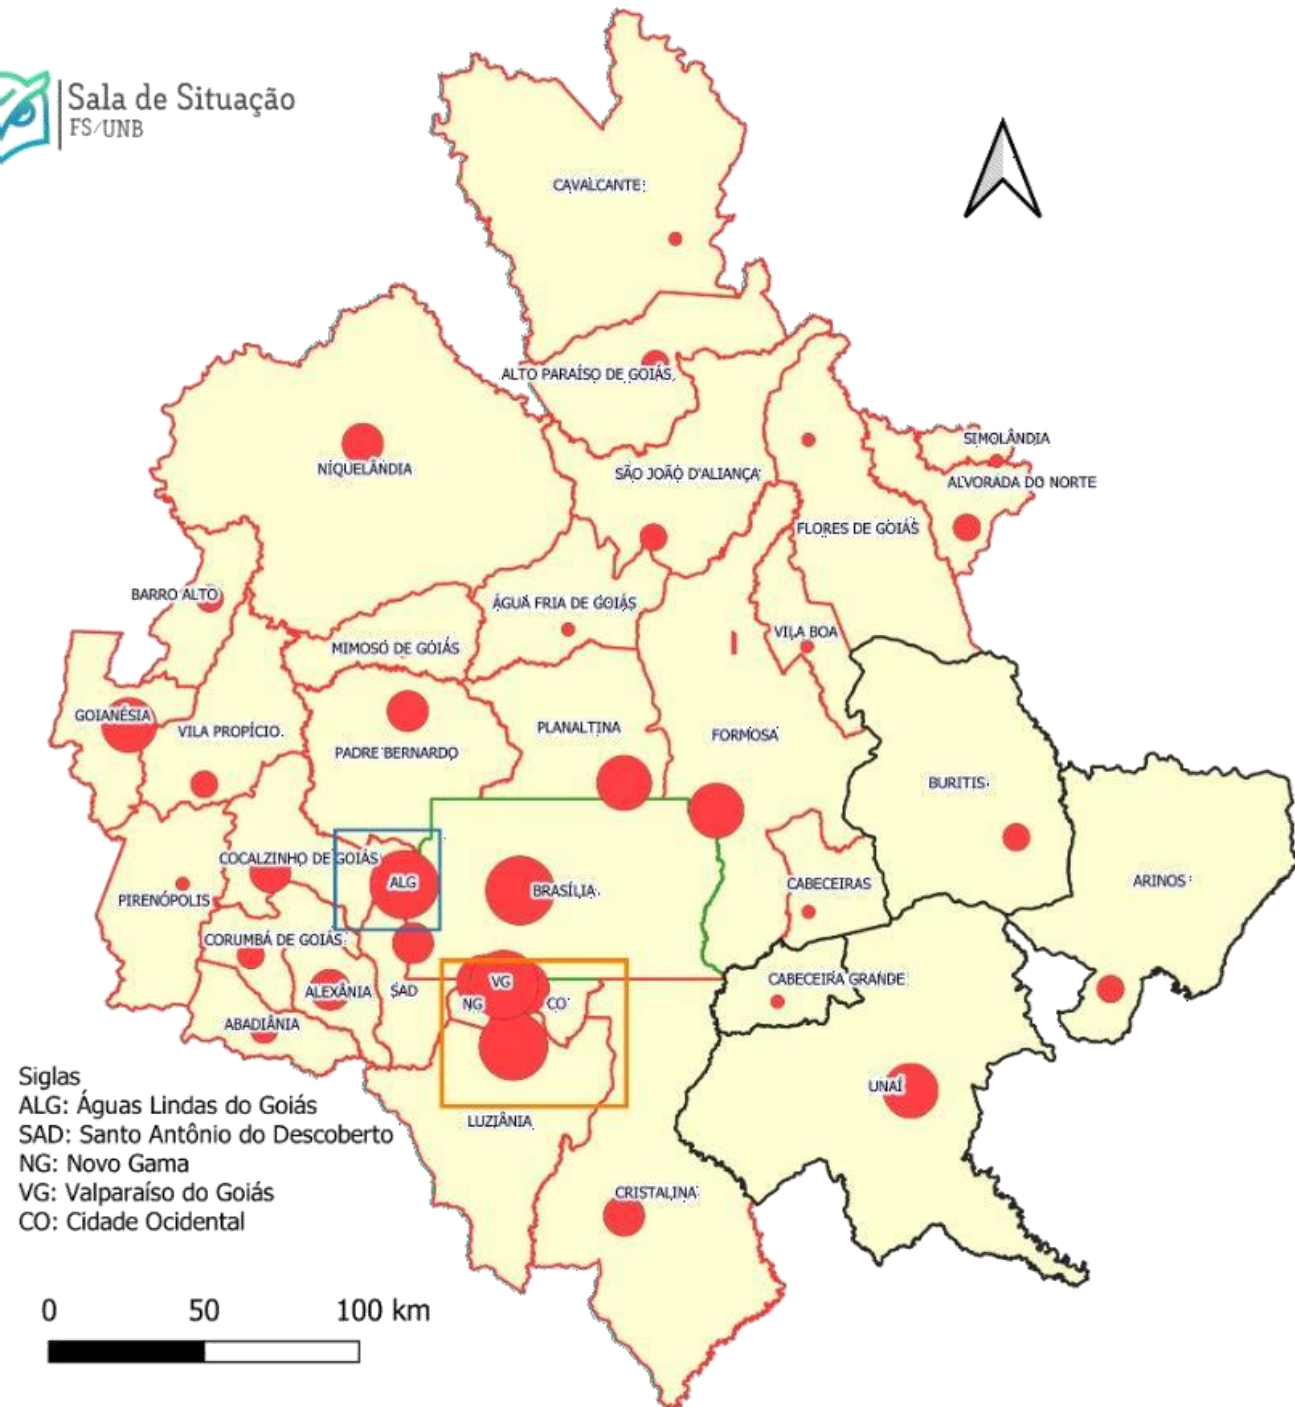 Sala de Situação
FS/UNB
CAVALCANTE
ALTO PARAÍSO DE GOIÁS
SIMOLÂNDIA
NIQUELÂNDIA
SÃO JOÃO D'ALIANÇA
ALVORADA DO NORTE
FLORES DE GOIÁS
BARRO ALTO
ÁGUA FRIA DE GOIÁS
VILA BOA
MIMOSO DE GOIÁS
GOIANÉSIA
VILA PROPÍCIO
PLANALTINA
FORMOSA
PADRE BERNARDO
BURITIS
COCALZINHO DE GOIÁS
ALG
BRASÍLIA
CABECEIRAS
ARINOS
PIRENÓPOLIS
CORUMBÁ DE GOIÁS
CABECEIRA GRANDE
ALEXÂNIA
SAD
VG
NG
CO
ABADIÂNIA
UNAÍ
LUZIÂNIA
CRISTALINA
Siglas
ALG: Águas Lindas do Goiás
SAD: Santo Antônio do Descoberto
NG: Novo Gama
VG: Valparaíso do Goiás
CO: Cidade Ocidental
0 50 100 km